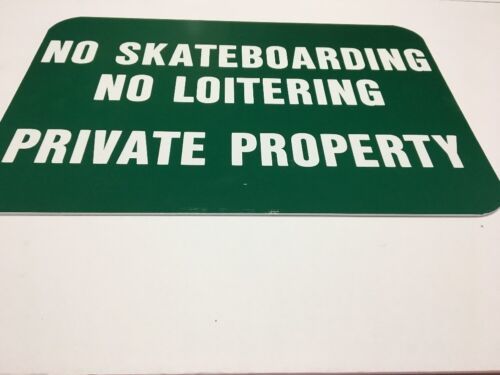 NO SKATEBOARDING
NO LOITERING
PRIVATE PROPERTY